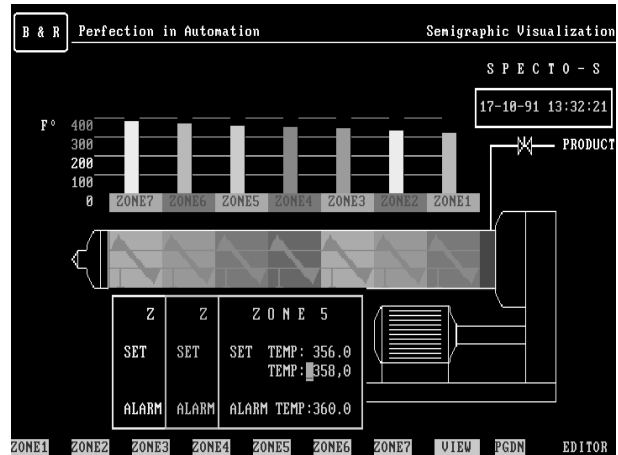 B & R Perfection in Automation Semigraphic Visualization
S P E C T O - S
17-10-91 13:32:21
F° 400
300
200
100
0
PRODUCT
ZONE7 ZONE6 ZONE5 ZONE4 ZONE3 ZONE2 ZONE1
Z Z Z O N E 5
SET SET SET TEMP: 356.0
TEMP: 358,0
ALARM ALARM ALARM TEMP:360.0
ZONE1 ZONE2 ZONE3 ZONE4 ZONE5 ZONE6 ZONE7 VIEW PGDN EDITOR